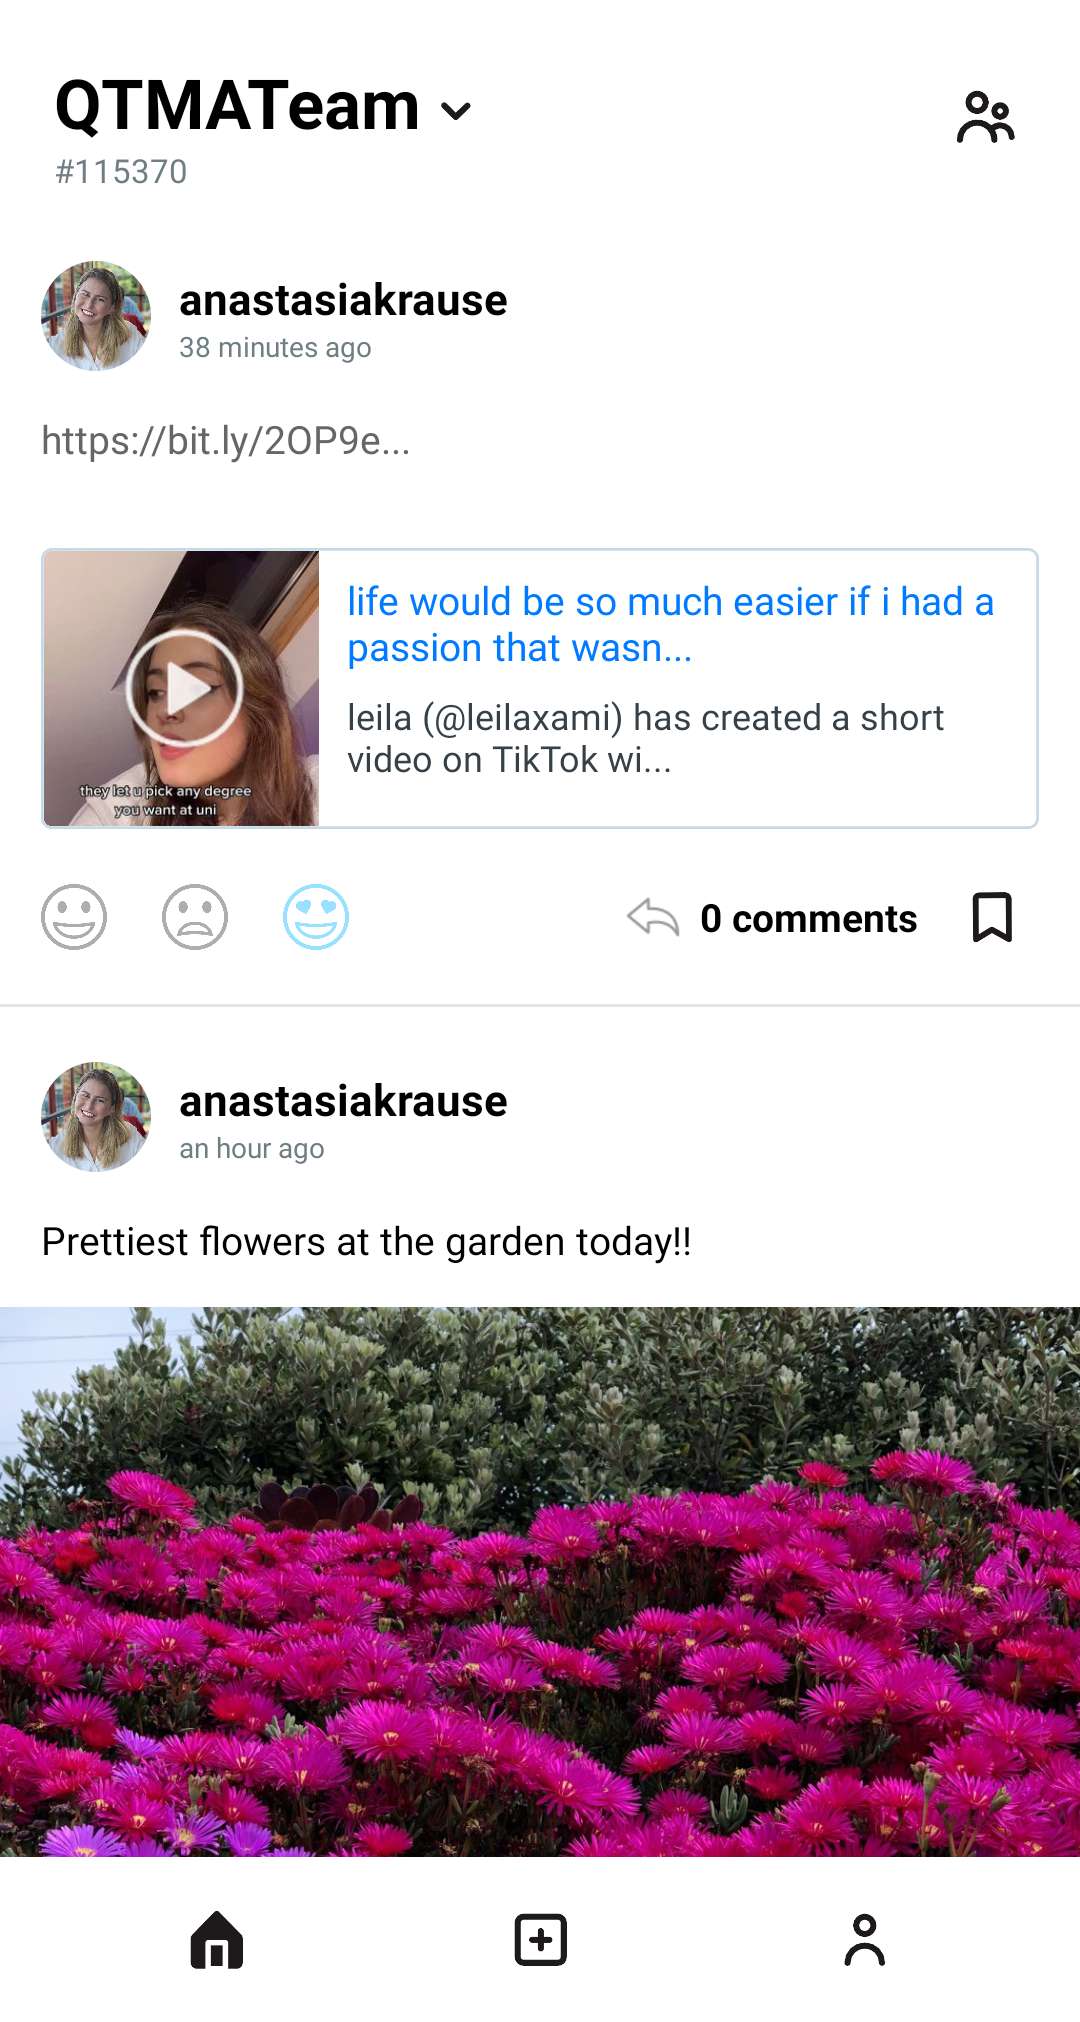 QTMATeam
#115370
anastasiakrause
38 minutes ago
https://bit.ly/2OP9e...
life would be so much easier if i had a
passion that wasn...
leila (@leilaxami) has created a short
video on TikTok wi...
they let u pick any degree
you want at uni
0 comments
anastasiakrause
an hour ago
Prettiest flowers at the garden today!!